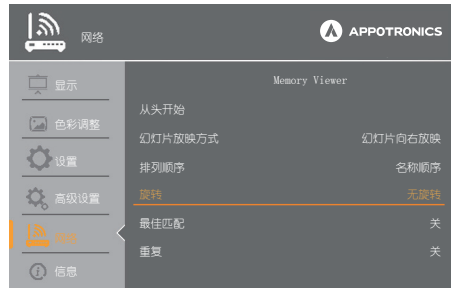 网络
APPOTRONICS
显示
色彩调整
设置
高级设置
网络
信息
Memory Viewer
从头开始
幻灯片放映方式 幻灯片向右放映
排列顺序 名称顺序
旋转 无旋转
最佳匹配 关
重复 关